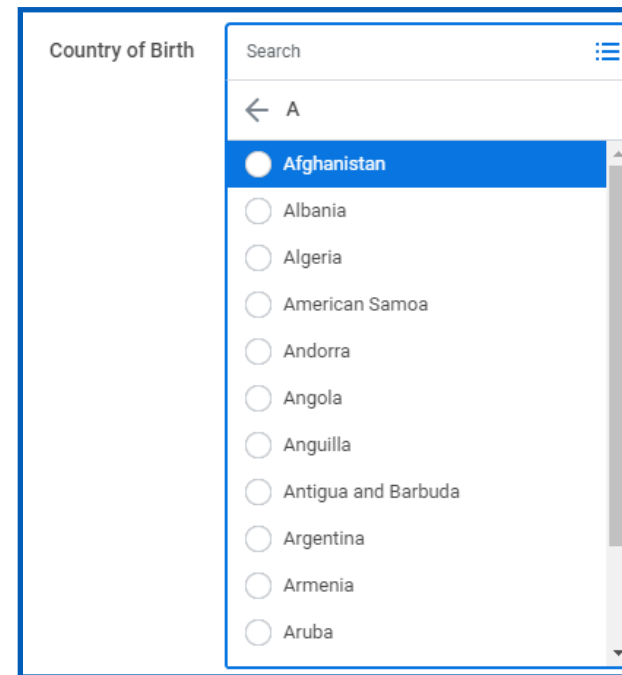 Country of Birth
Search
A
Afghanistan
Albania
Algeria
American Samoa
Andorra
Angola
Anguilla
Antigua and Barbuda
Argentina
Armenia
Aruba